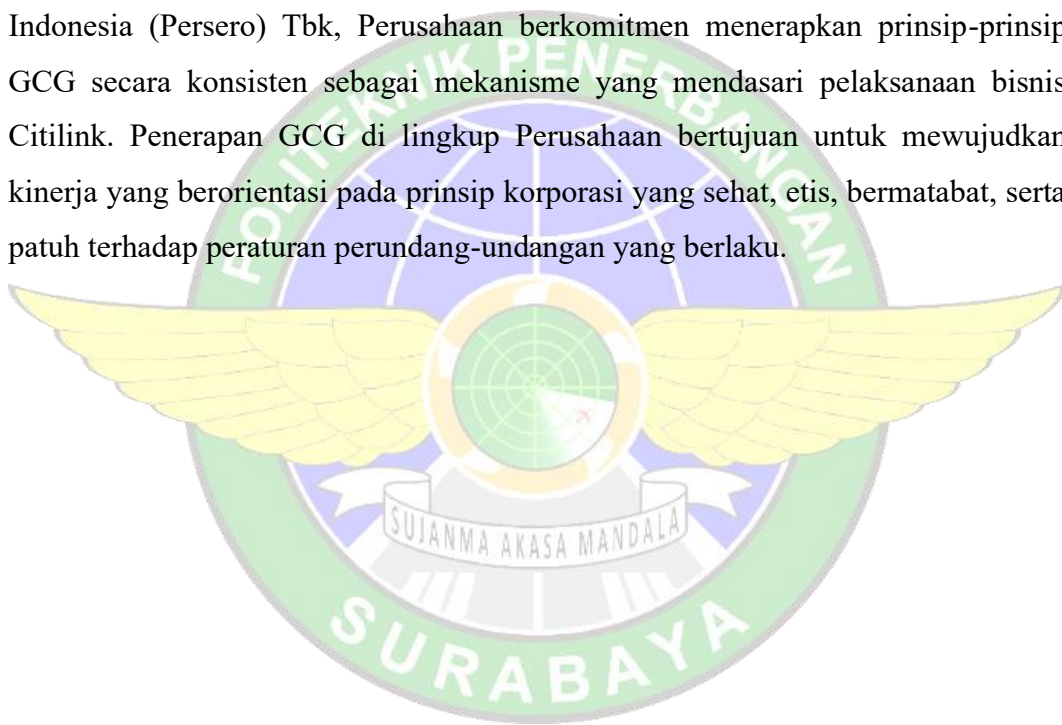 Indonesia (Persero) Tbk, Perusahaan berkomitmen menerapkan prinsip-prinsip
GCG secara konsisten sebagai mekanisme yang mendasari pelaksanaan bisnis
Citilink. Penerapan GCG di lingkup Perusahaan bertujuan untuk mewujudkan
kinerja yang berorientasi pada prinsip korporasi yang sehat, etis, bermatabat, serta
patuh terhadap peraturan perundang-undangan yang berlaku.
POLITEKNIK PENERBANGAN
SUJANMA AKASA MANDALA
SURABAYA